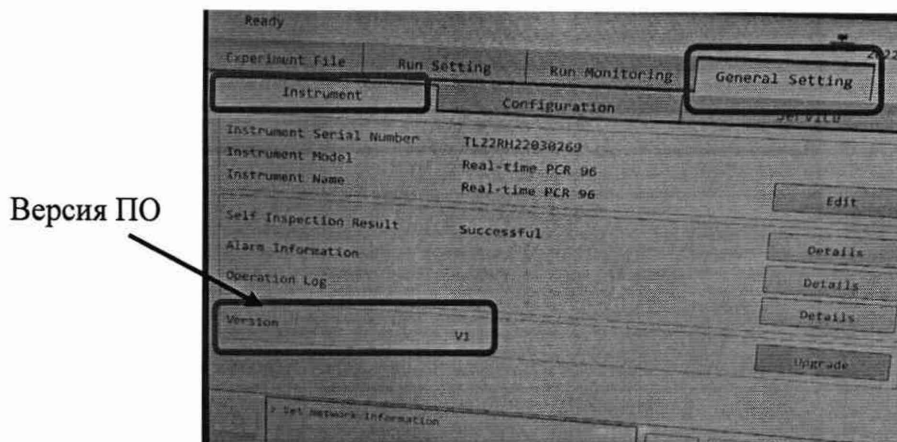 Ready
2022
Experiment File Run Setting Run Monitoring General Setting
Instrument Configuration Service
Instrument Serial Number TL22RH22030269
Instrument Model Real-time PCR 96
Instrument Name Real-time PCR 96
Edit
Self Inspection Result Successful
Details
Alarm Information
Details
Operation Log
Details
Версия ПО
Version V1
Upgrade
> Set Network Information